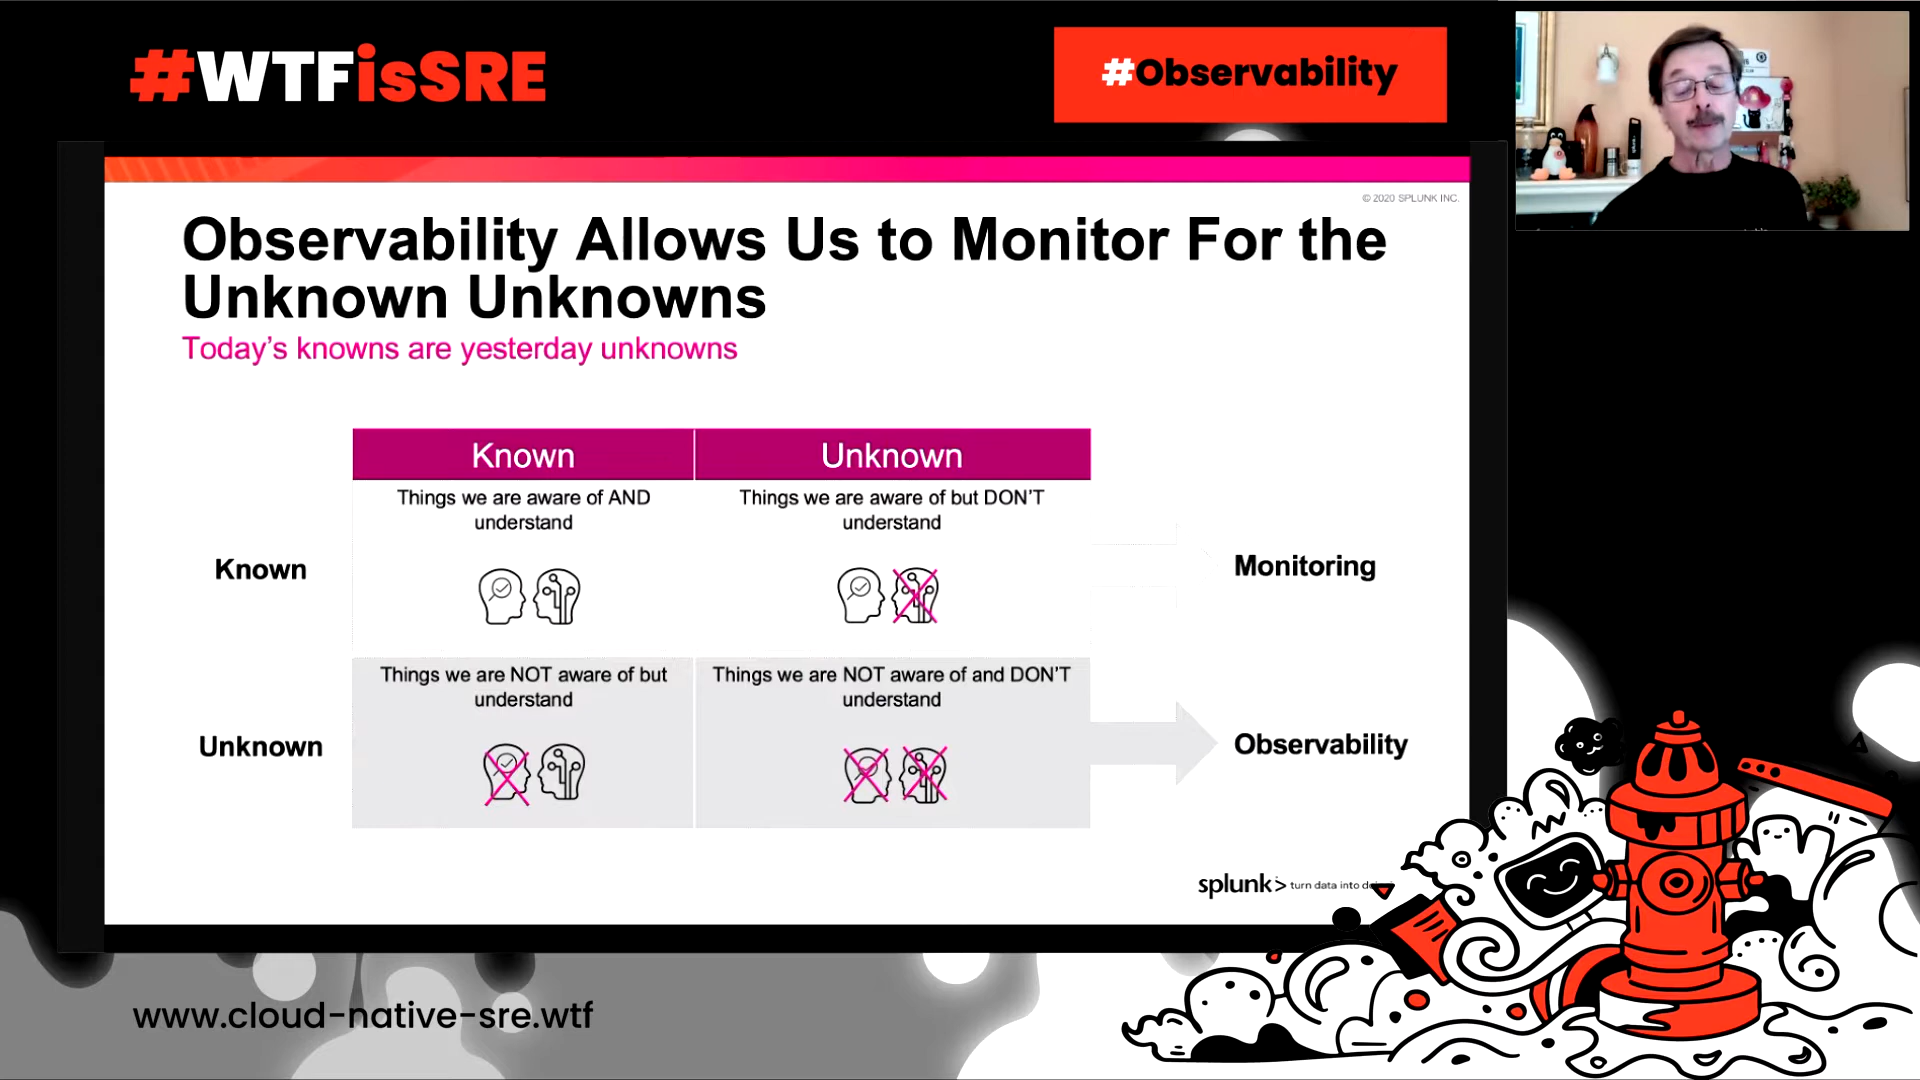 #WTFisSRE
#Observability
© 2020 SPLUNK INC.
Observability Allows Us to Monitor For the
Unknown Unknowns
Today's knowns are yesterday unknowns
Known
Unknown
Things we are aware of AND
understand
Things we are aware of but DON'T
understand
Known
Monitoring
Things we are NOT aware of but
understand
Things we are NOT aware of and DON'T
understand
Unknown
Observability
splunk> turn data into
www.cloud-native-sre.wtf